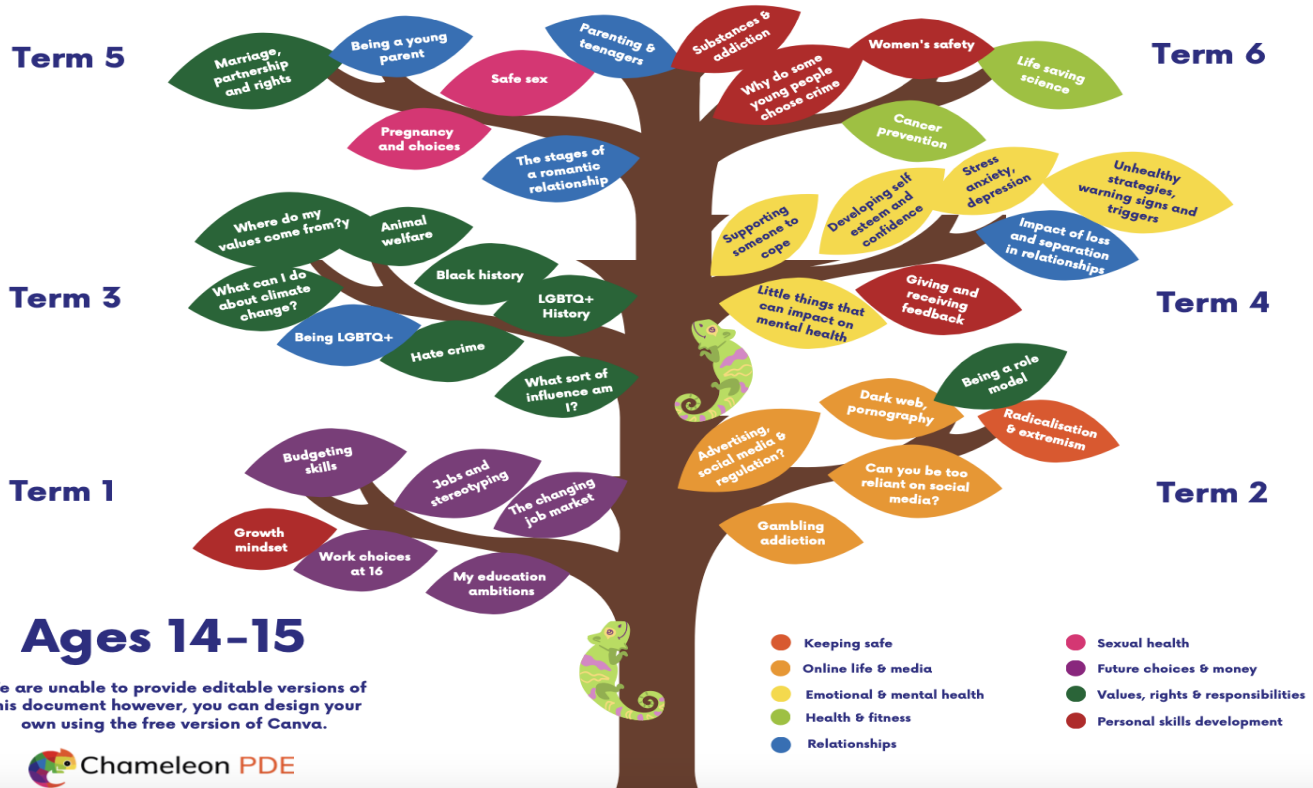 Term 5
Marriage,
partnership
and rights
Being a young
parent
Safe sex
Parenting &
teenagers
Pregnancy
and choices
The stages of
a romantic
relationship
Substances &
addiction
Why do some
young people
choose crime
Women's safety
Life saving
science
Cancer
prevention
Term 6
Term 3
Where do my
values come from?y
Animal
welfare
Black history
What can I do
about climate
change?
LGBTQ+
History
Being LGBTQ+
Hate crime
What sort of
influence am
I?
Supporting
someone to
cope
Developing self
esteem and
confidence
Stress
anxiety,
depression
Unhealthy
strategies,
warning signs and
triggers
Impact of loss
and separation
in relationships
Little things that
can impact on
mental health
Giving and
receiving
feedback
Term 4
Term 1
Budgeting
skills
Jobs and
stereotyping
The changing
job market
Growth
mindset
Work choices
at 16
My education
ambitions
Advertising,
social media &
regulation?
Dark web,
pornography
Being a role
model
Radicalisation
& extremism
Can you be too
reliant on social
media?
Gambling
addiction
Term 2
Ages 14-15
e are unable to provide editable versions of
his document however, you can design your
own using the free version of Canva.
Chameleon PDE
Keeping safe
Online life & media
Emotional & mental health
Health & fitness
Relationships
Sexual health
Future choices & money
Values, rights & responsibilities
Personal skills development